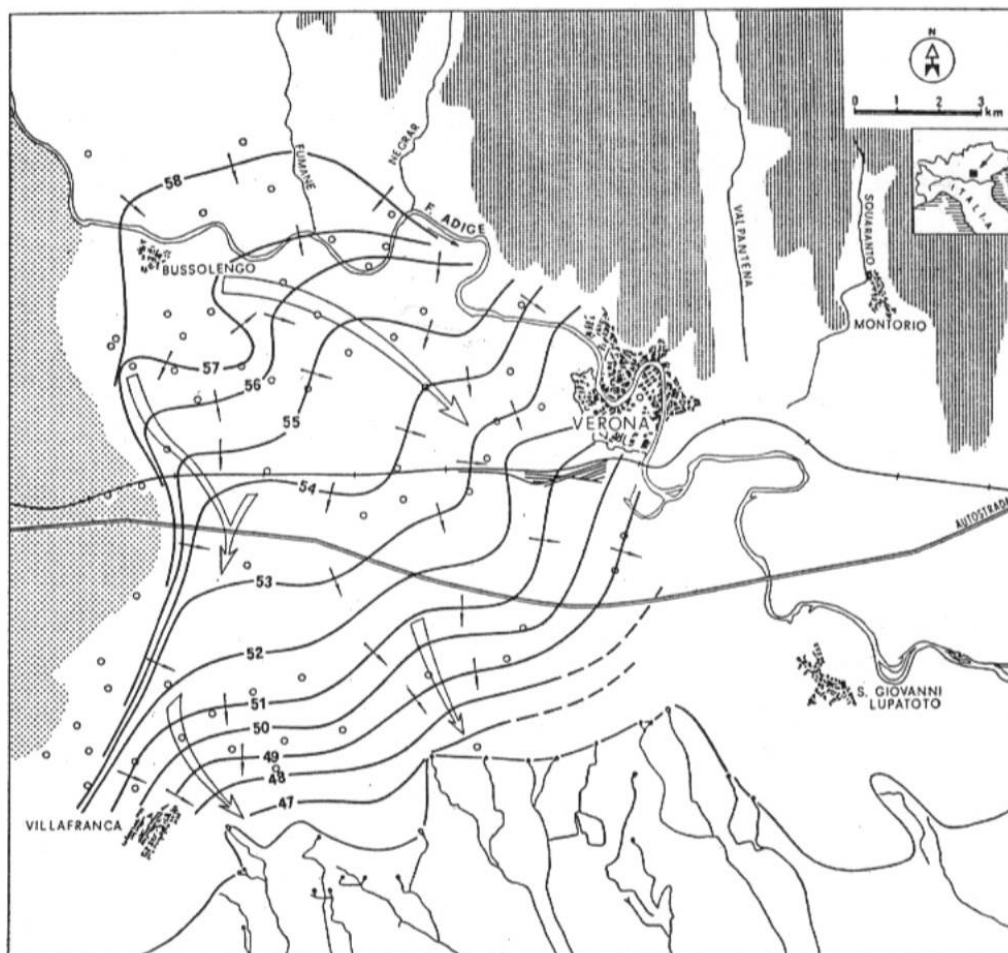 N
0 1 2 3
km
ITALIA
58
FUMANE
NEGRAR
F. ADIGE
VALPANTENA
SQUARANTO
BUSSOLENGO
MONTORIO
57
56
55
VERONA
54
AUTOSTRADA
53
52
51
S. GIOVANNI
LUPATOTO
50
49
48
47
VILLAFRANCA